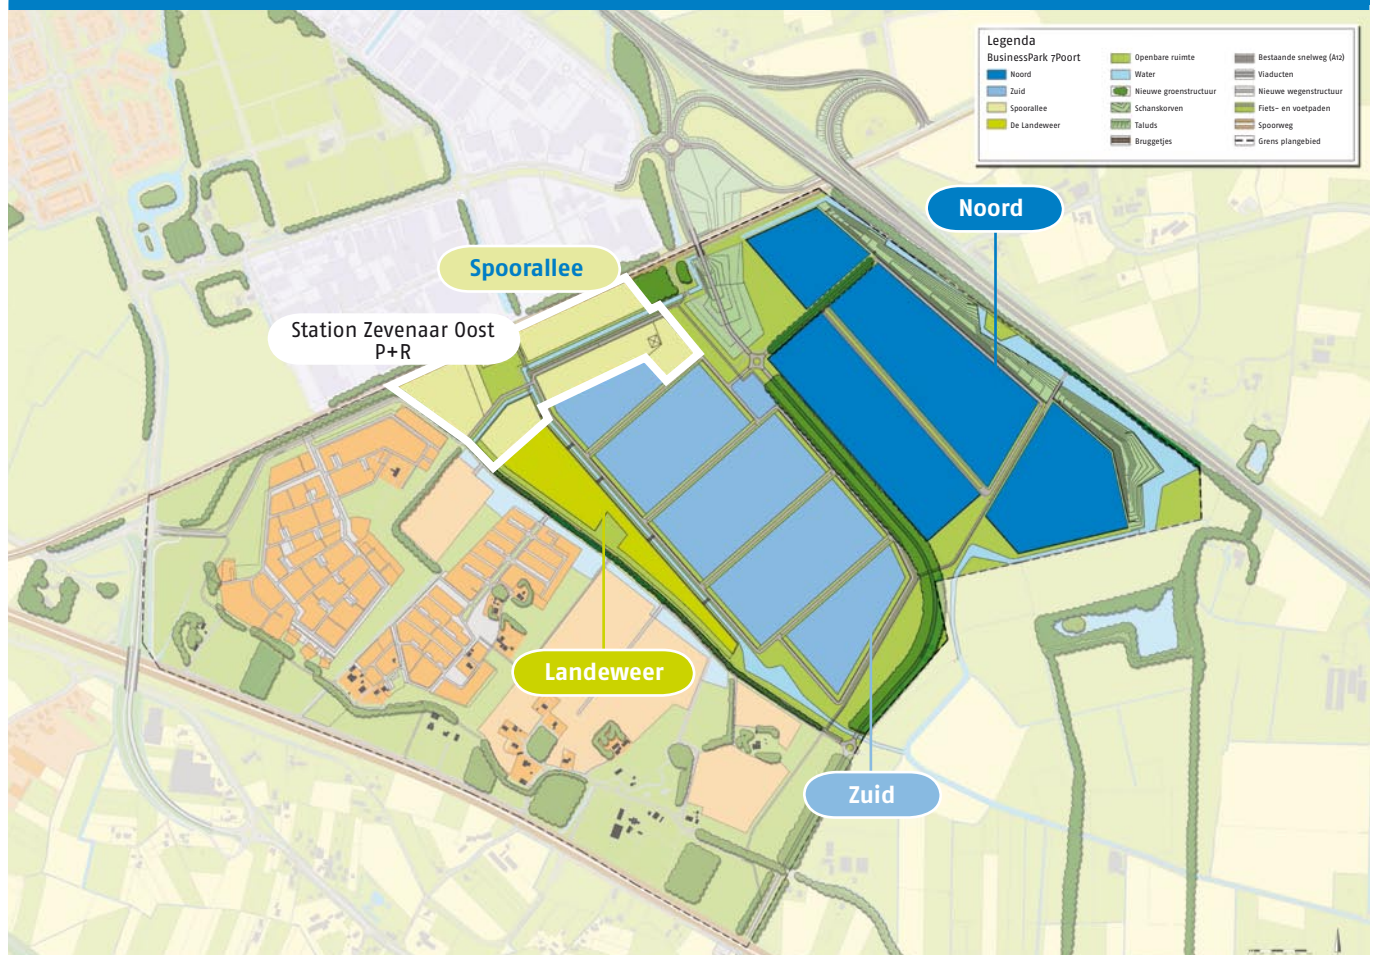 Legenda
BusinessPark 7Poort
Noord
Zuid
Spoorallee
De Landeweer
Openbare ruimte
Water
Nieuwe groenstructuur
Schanskorven
Taluds
Bruggetjes
Bestaande snelweg (A12)
Viaducten
Nieuwe wegenstructuur
Fiets- en voetpaden
Spoorweg
Grens plangebied
Noord
Spoorallee
Station Zevenaar Oost
P+R
Landeweer
Zuid